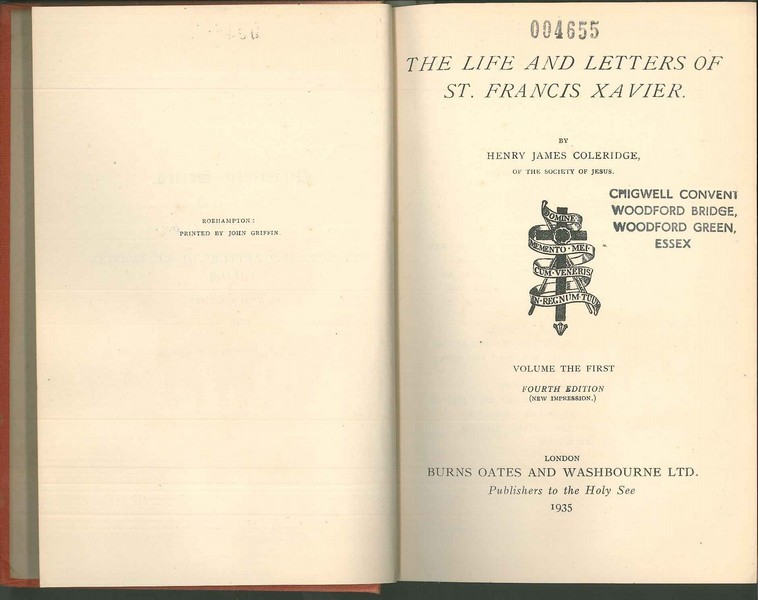 ROEHAMPTON:
PRINTED BY JOHN GRIFFIN.
004655
THE LIFE AND LETTERS OF
ST. FRANCIS XAVIER.
BY
HENRY JAMES COLERIDGE,
OF THE SOCIETY OF JESUS.
CHIGWELL CONVENT
WOODFORD BRIDGE,
WOODFORD GREEN,
ESSEX
DOMINE
MEMENTO · MEI
CUM · VENERIS
IN · REGNUM · TUU
VOLUME THE FIRST
FOURTH EDITION
(NEW IMPRESSION.)
LONDON
BURNS OATES AND WASHBOURNE LTD.
Publishers to the Holy See
1935